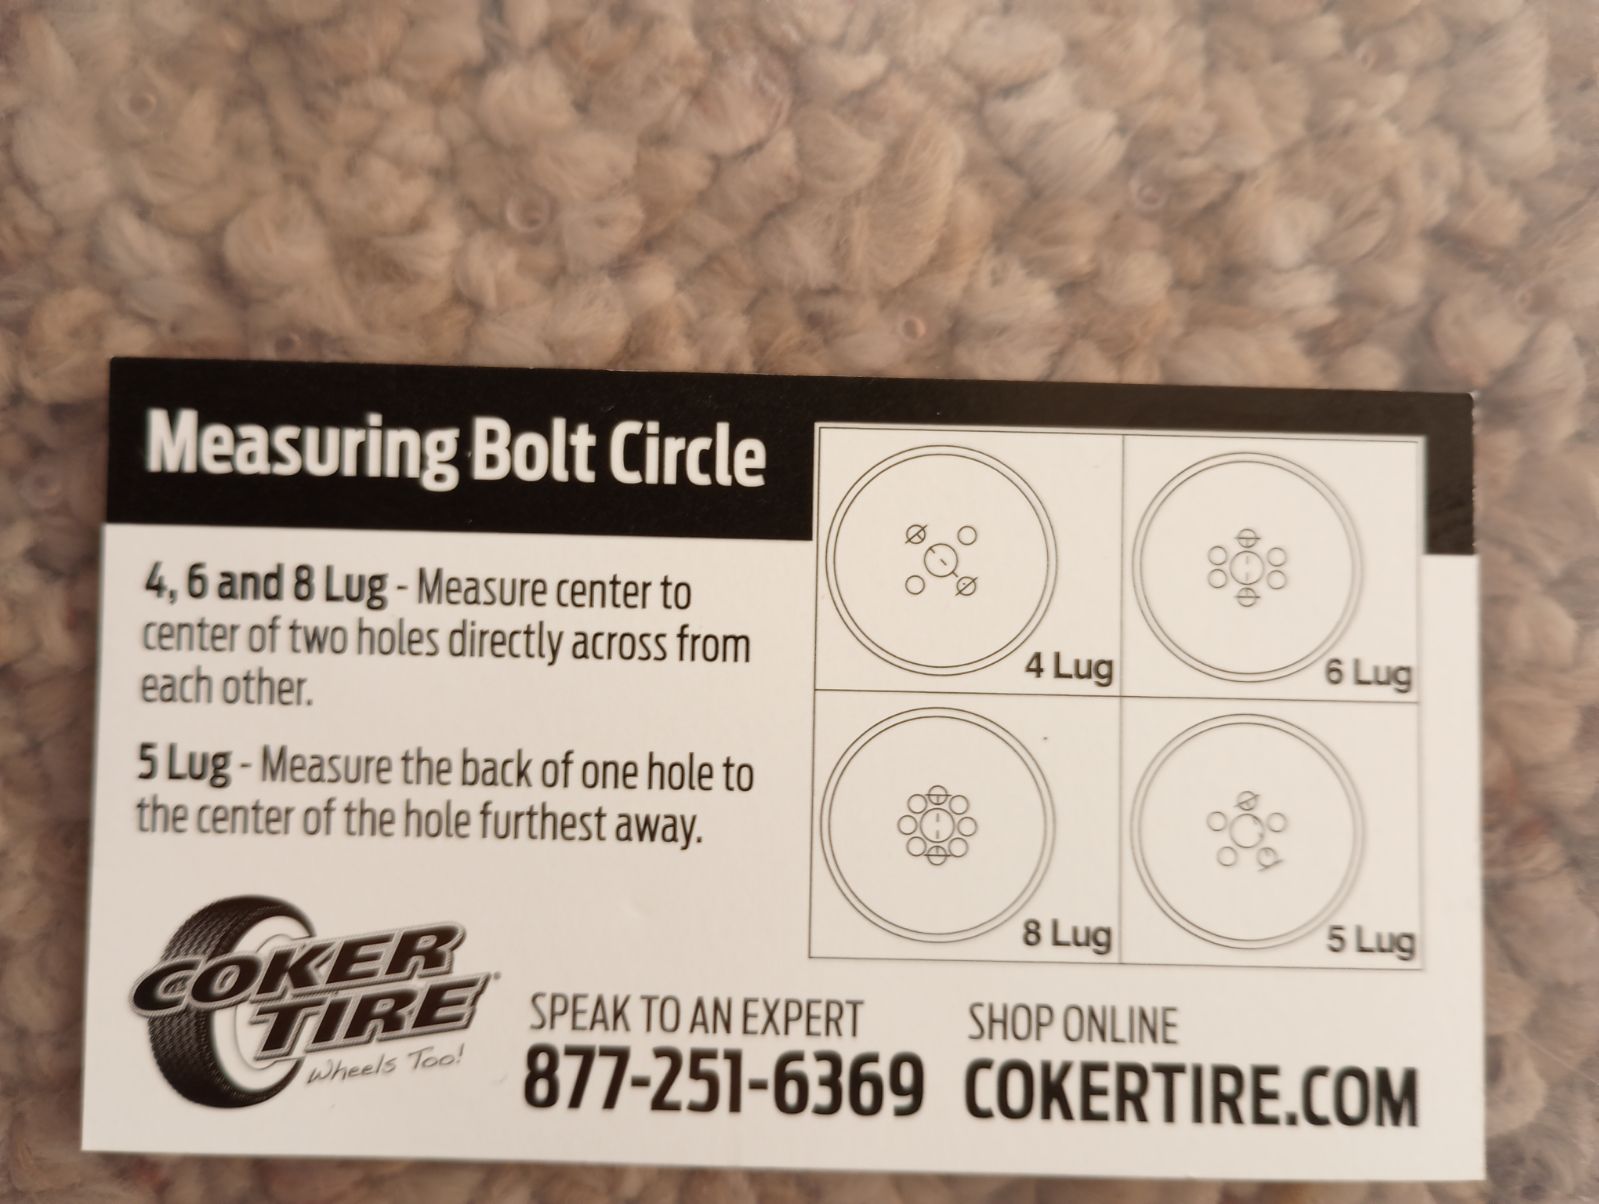 Measuring Bolt Circle
4, 6 and 8 Lug - Measure center to
center of two holes directly across from
each other.
5 Lug - Measure the back of one hole to
the center of the hole furthest away.
4 Lug
6 Lug
8 Lug
5 Lug
COKER
TIRE
Wheels Too!
SPEAK TO AN EXPERT
877-251-6369
SHOP ONLINE
COKERTIRE.COM